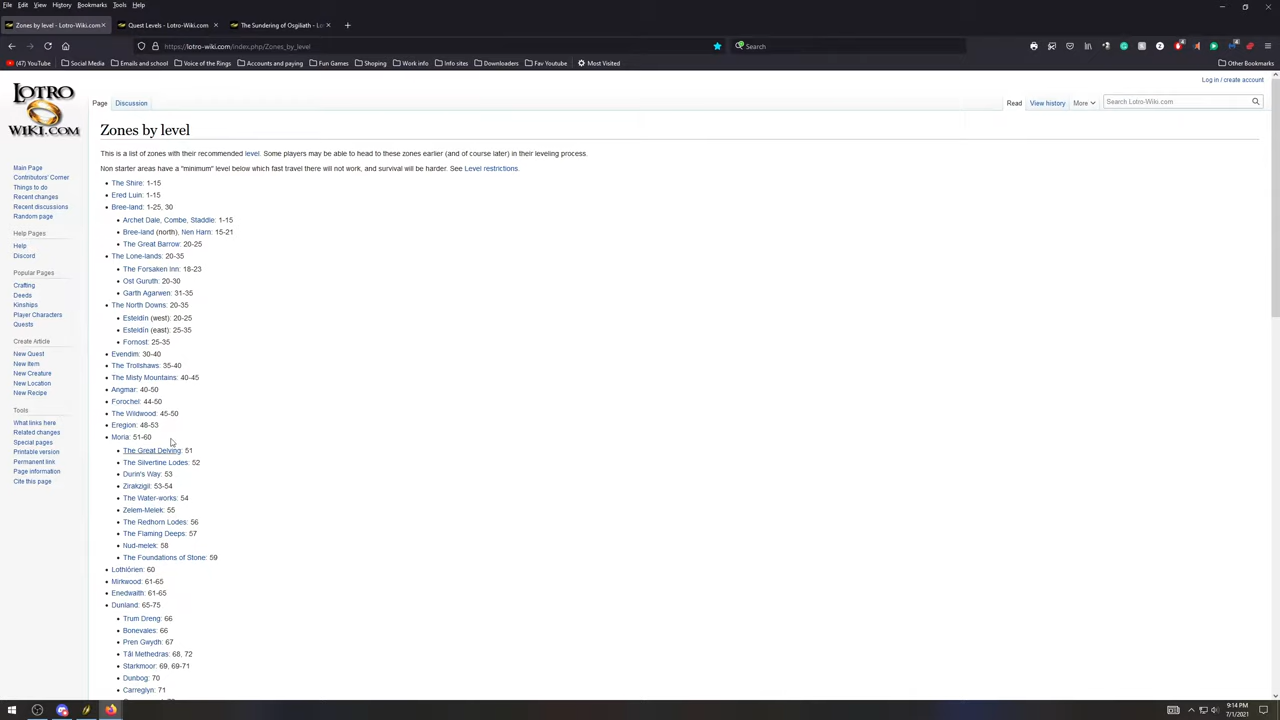 File Edit View History Bookmarks Tools Help
Zones by level - Lotro-Wiki.com Quest Levels - Lotro-Wiki.com The Sundering of Osgiliath - Lo
https://lotro-wiki.com/index.php/Zones_by_level Search
(47) YouTube Social Media Emails and school Voice of the Rings Accounts and paying Fun Games Shoping Work info Info sites Downloaders Fav Youtube Most Visited Other Bookmarks
Log in / create account
LOTRO
WIKI.COM
Page Discussion Read View history More Search Lotro-Wiki.com
Main Page
Contributors' Corner
Things to do
Recent changes
Recent discussions
Random page
Help Pages
Help
Discord
Popular Pages
Crafting
Deeds
Kinships
Player Characters
Quests
Create Article
New Quest
New Item
New Creature
New Location
New Recipe
Tools
What links here
Related changes
Special pages
Printable version
Permanent link
Page information
Cite this page
Zones by level
This is a list of zones with their recommended level. Some players may be able to head to these zones earlier (and of course later) in their leveling process.
Non starter areas have a "minimum" level below which fast travel there will not work, and survival will be harder. See Level restrictions.
The Shire: 1-15
Ered Luin: 1-15
Bree-land: 1-25, 30
Archet Dale, Combe, Staddle: 1-15
Bree-land (north), Nen Harn: 15-21
The Great Barrow: 20-25
The Lone-lands: 20-35
The Forsaken Inn: 18-23
Ost Guruth: 20-30
Garth Agarwen: 31-35
The North Downs: 20-35
Esteldín (west): 20-25
Esteldín (east): 25-35
Fornost: 25-35
Evendim: 30-40
The Trollshaws: 35-40
The Misty Mountains: 40-45
Angmar: 40-50
Forochel: 44-50
The Wildwood: 45-50
Eregion: 48-53
Moria: 51-60
The Great Delving: 51
The Silvertine Lodes: 52
Durin's Way: 53
Zirakzigil: 53-54
The Water-works: 54
Zelem-Melek: 55
The Redhorn Lodes: 56
The Flaming Deeps: 57
Nud-melek: 58
The Foundations of Stone: 59
Lothlórien: 60
Mirkwood: 61-65
Enedwaith: 61-65
Dunland: 65-75
Trum Dreng: 66
Bonevales: 66
Pren Gwydh: 67
Tâl Methedras: 68, 72
Starkmoor: 69, 69-71
Dunbog: 70
Carreglyn: 71
9:14 PM
7/1/2021